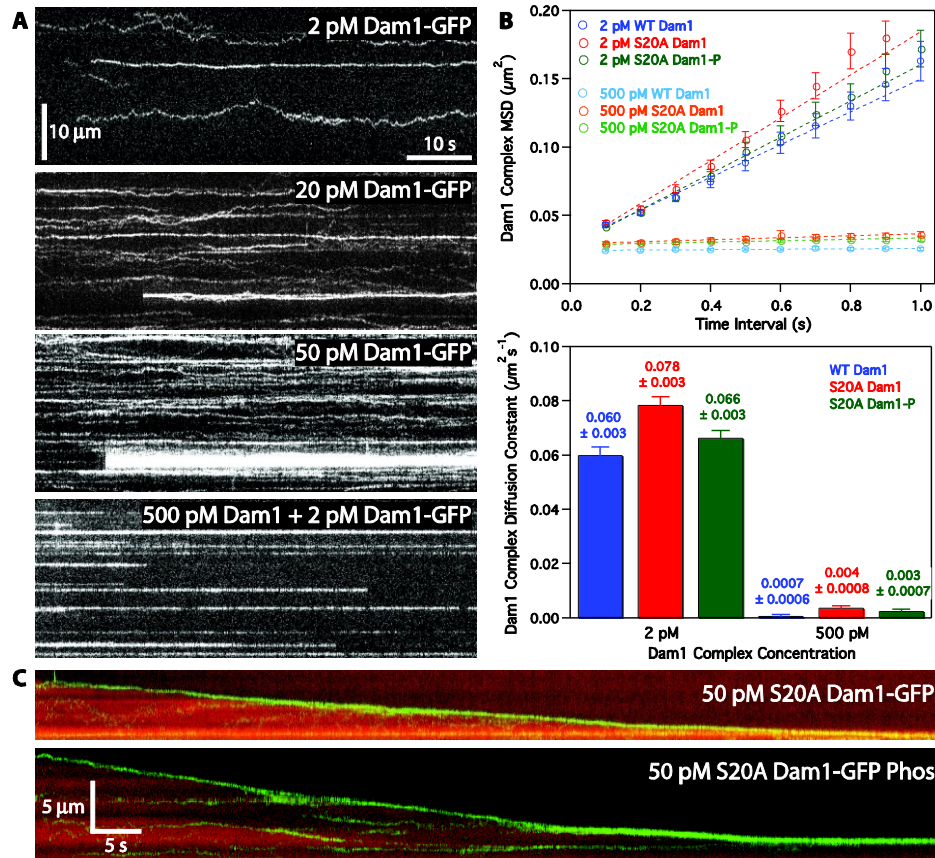 A
2 pM Dam1-GFP
10 μm
10 s
20 pM Dam1-GFP
50 pM Dam1-GFP
500 pM Dam1 + 2 pM Dam1-GFP
B
Dam1 Complex MSD (μm²)
0.20
0.15
0.10
0.05
0.00
2 pM WT Dam1
2 pM S20A Dam1
2 pM S20A Dam1-P
500 pM WT Dam1
500 pM S20A Dam1
500 pM S20A Dam1-P
0.0 0.2 0.4 0.6 0.8 1.0
Time Interval (s)
Dam1 Complex Diffusion Constant (μm² s⁻¹)
0.10
0.08
0.06
0.04
0.02
0.00
WT Dam1
S20A Dam1
S20A Dam1-P
0.060
± 0.003
0.078
± 0.003
0.066
± 0.003
0.0007
± 0.0006
0.004
± 0.0008
0.003
± 0.0007
2 pM 500 pM
Dam1 Complex Concentration
C
50 pM S20A Dam1-GFP
50 pM S20A Dam1-GFP Phos
5 μm
5 s